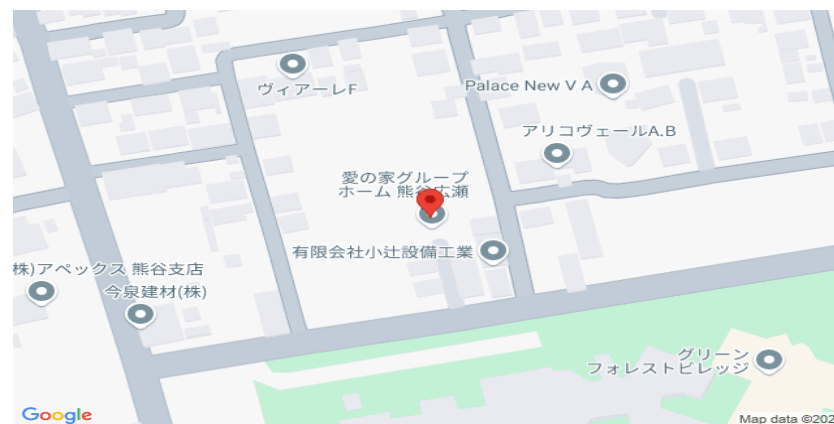 ヴィアーレF
Palace New V A
アリコヴェールA.B
愛の家グループ
ホーム 熊谷広瀬
有限会社小辻設備工業
株)アペックス 熊谷支店
今泉建材(株)
グリーン
フォレストビレッジ
Google
Map data ©202